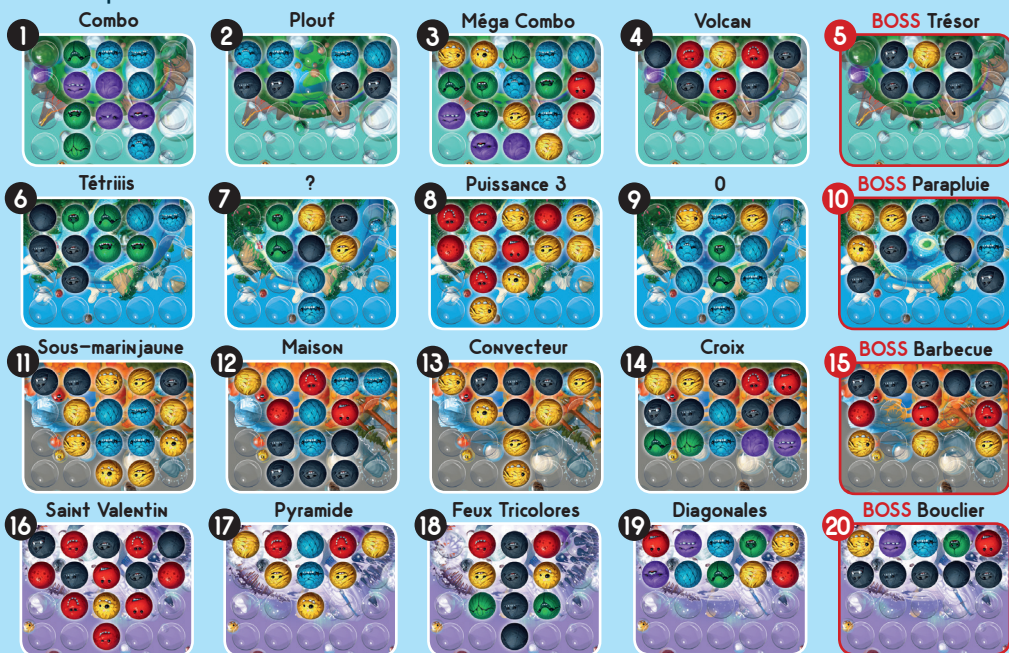 1 Combo
2 Plouf
3 Méga Combo
4 Volcan
5 BOSS Trésor
6 Tétriiis
7 ?
8 Puissance 3
9 0
10 BOSS Parapluie
11 Sous-marin jaune
12 Maison
13 Convecteur
14 Croix
15 BOSS Barbecue
16 Saint Valentin
17 Pyramide
18 Feux Tricolores
19 Diagonales
20 BOSS Bouclier